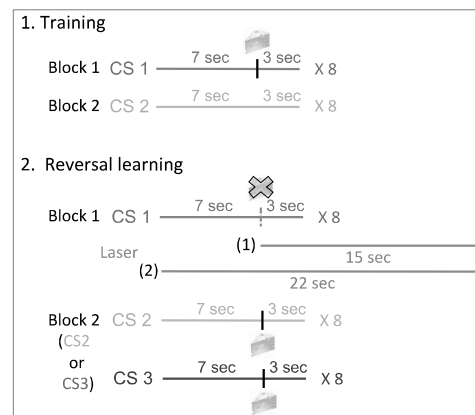 1. Training
7 sec 3 sec
Block 1 CS 1 X 8
7 sec 3 sec
Block 2 CS 2 X 8
2. Reversal learning
7 sec 3 sec
Block 1 CS 1 X 8
Laser (1)
15 sec
(2)
22 sec
7 sec 3 sec
Block 2 CS 2 X 8
(CS2
or
7 sec 3 sec
CS3) CS 3 X 8